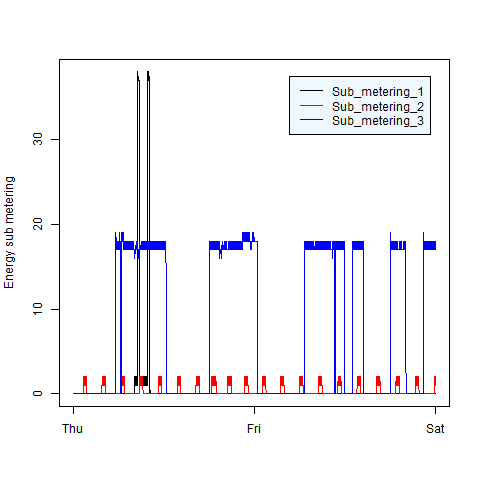 Sub_metering_1
Sub_metering_2
Sub_metering_3
Energy sub metering
30
20
10
0
Thu
Fri
Sat